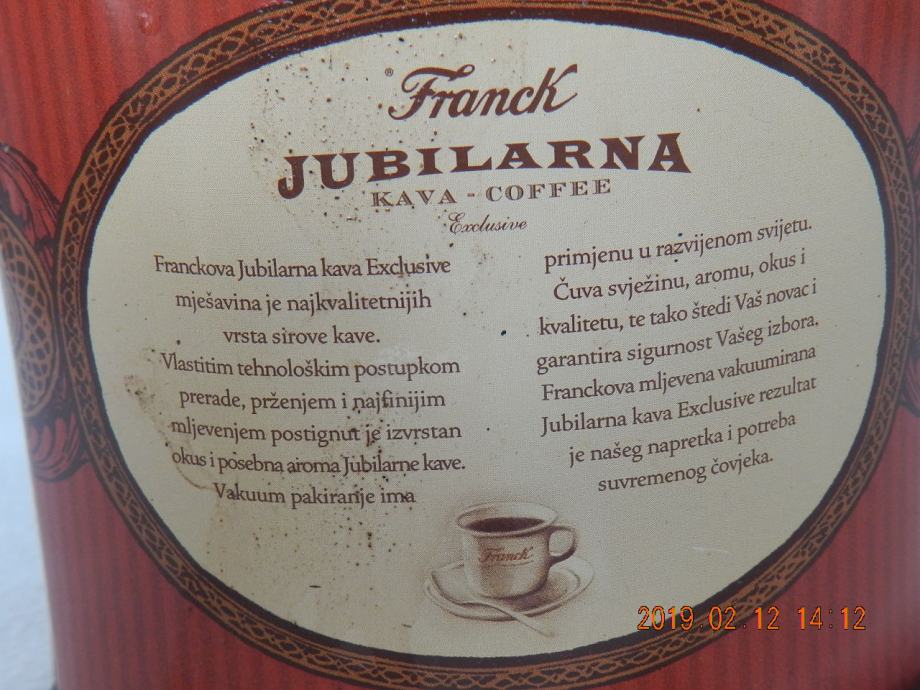 ® Franck
JUBILARNA
KAVA - COFFEE
Exclusive
Franckova Jubilarna kava Exclusive
mješavina je najkvalitetnijih
vrsta sirove kave.
Vlastitim tehnološkim postupkom
prerade, prženjem i najfinijim
mljevenjem postignut je izvrstan
okus i posebna aroma Jubilarne kave.
Vakuum pakiranje ima
primjenu u razvijenom svijetu.
Čuva svježinu, aromu, okus i
kvalitetu, te tako štedi Vaš novac i
garantira sigurnost Vašeg izbora.
Franckova mljevena vakuumirana
Jubilarna kava Exclusive rezultat
je našeg napretka i potreba
suvremenog čovjeka.
Franck
2019.02.12 14:12